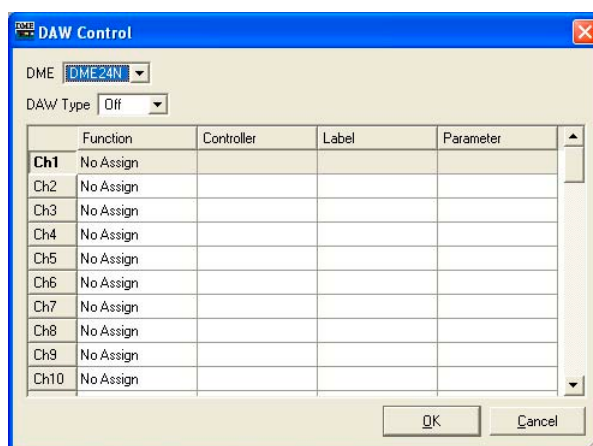 DME DAW Control
DME DME24N
DAW Type Off
Function Controller Label Parameter
Ch1 No Assign
Ch2 No Assign
Ch3 No Assign
Ch4 No Assign
Ch5 No Assign
Ch6 No Assign
Ch7 No Assign
Ch8 No Assign
Ch9 No Assign
Ch10 No Assign
OK Cancel